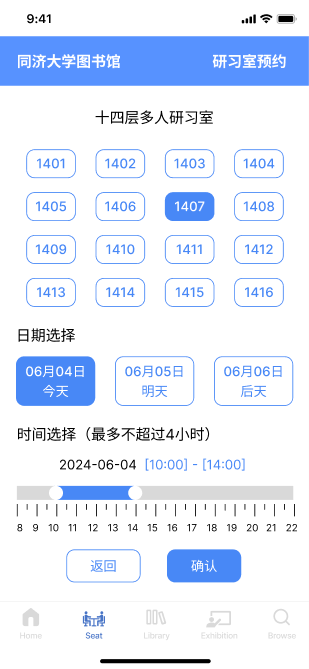 9:41
同济大学图书馆 研习室预约
十四层多人研习室
1401 1402 1403 1404
1405 1406 1407 1408
1409 1410 1411 1412
1413 1414 1415 1416
日期选择
06月04日 06月05日 06月06日
今天 明天 后天
时间选择（最多不超过4小时）
2024-06-04 [10:00] - [14:00]
8 9 10 11 12 13 14 15 16 17 18 19 20 21 22
返回 确认
Home Seat Library Exhibition Browse